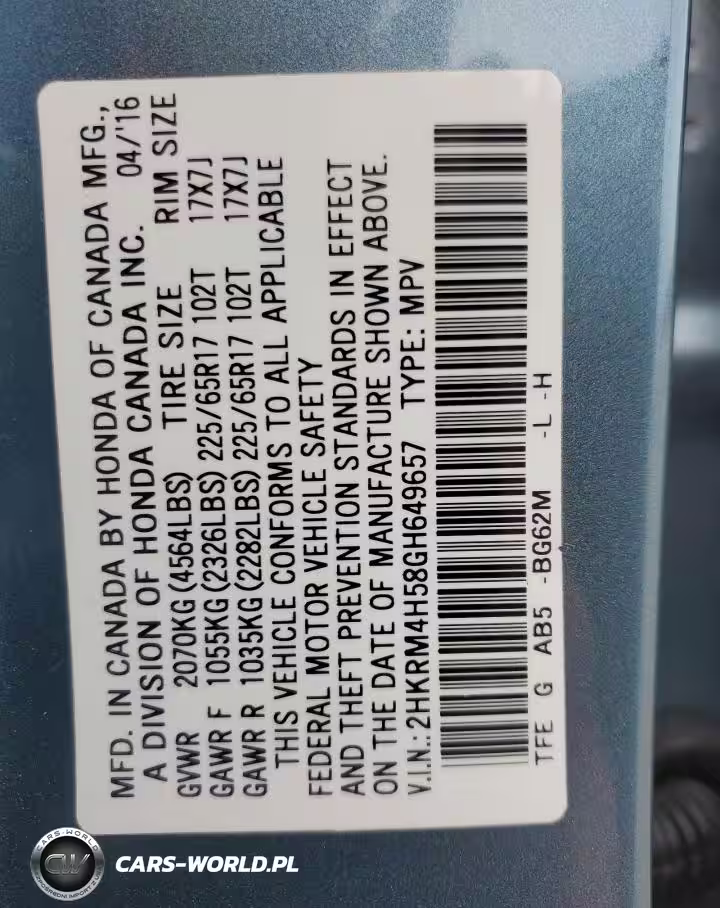 MFD. IN CANADA BY HONDA OF CANADA MFG.,
A DIVISION OF HONDA CANADA INC. 04/'16
GVWR 2070KG (4564LBS) TIRE SIZE RIM SIZE
GAWR F 1055KG (2326LBS) 225/65R17 102T 17X7J
GAWR R 1035KG (2282LBS) 225/65R17 102T 17X7J
THIS VEHICLE CONFORMS TO ALL APPLICABLE
FEDERAL MOTOR VEHICLE SAFETY
AND THEFT PREVENTION STANDARDS IN EFFECT
ON THE DATE OF MANUFACTURE SHOWN ABOVE.
V.I.N.: 2HKRM4H58GH649657 TYPE: MPV
TFE G AB5 -BG62M -L -H
CARS-WORLD
CW
CARS-WORLD.PL